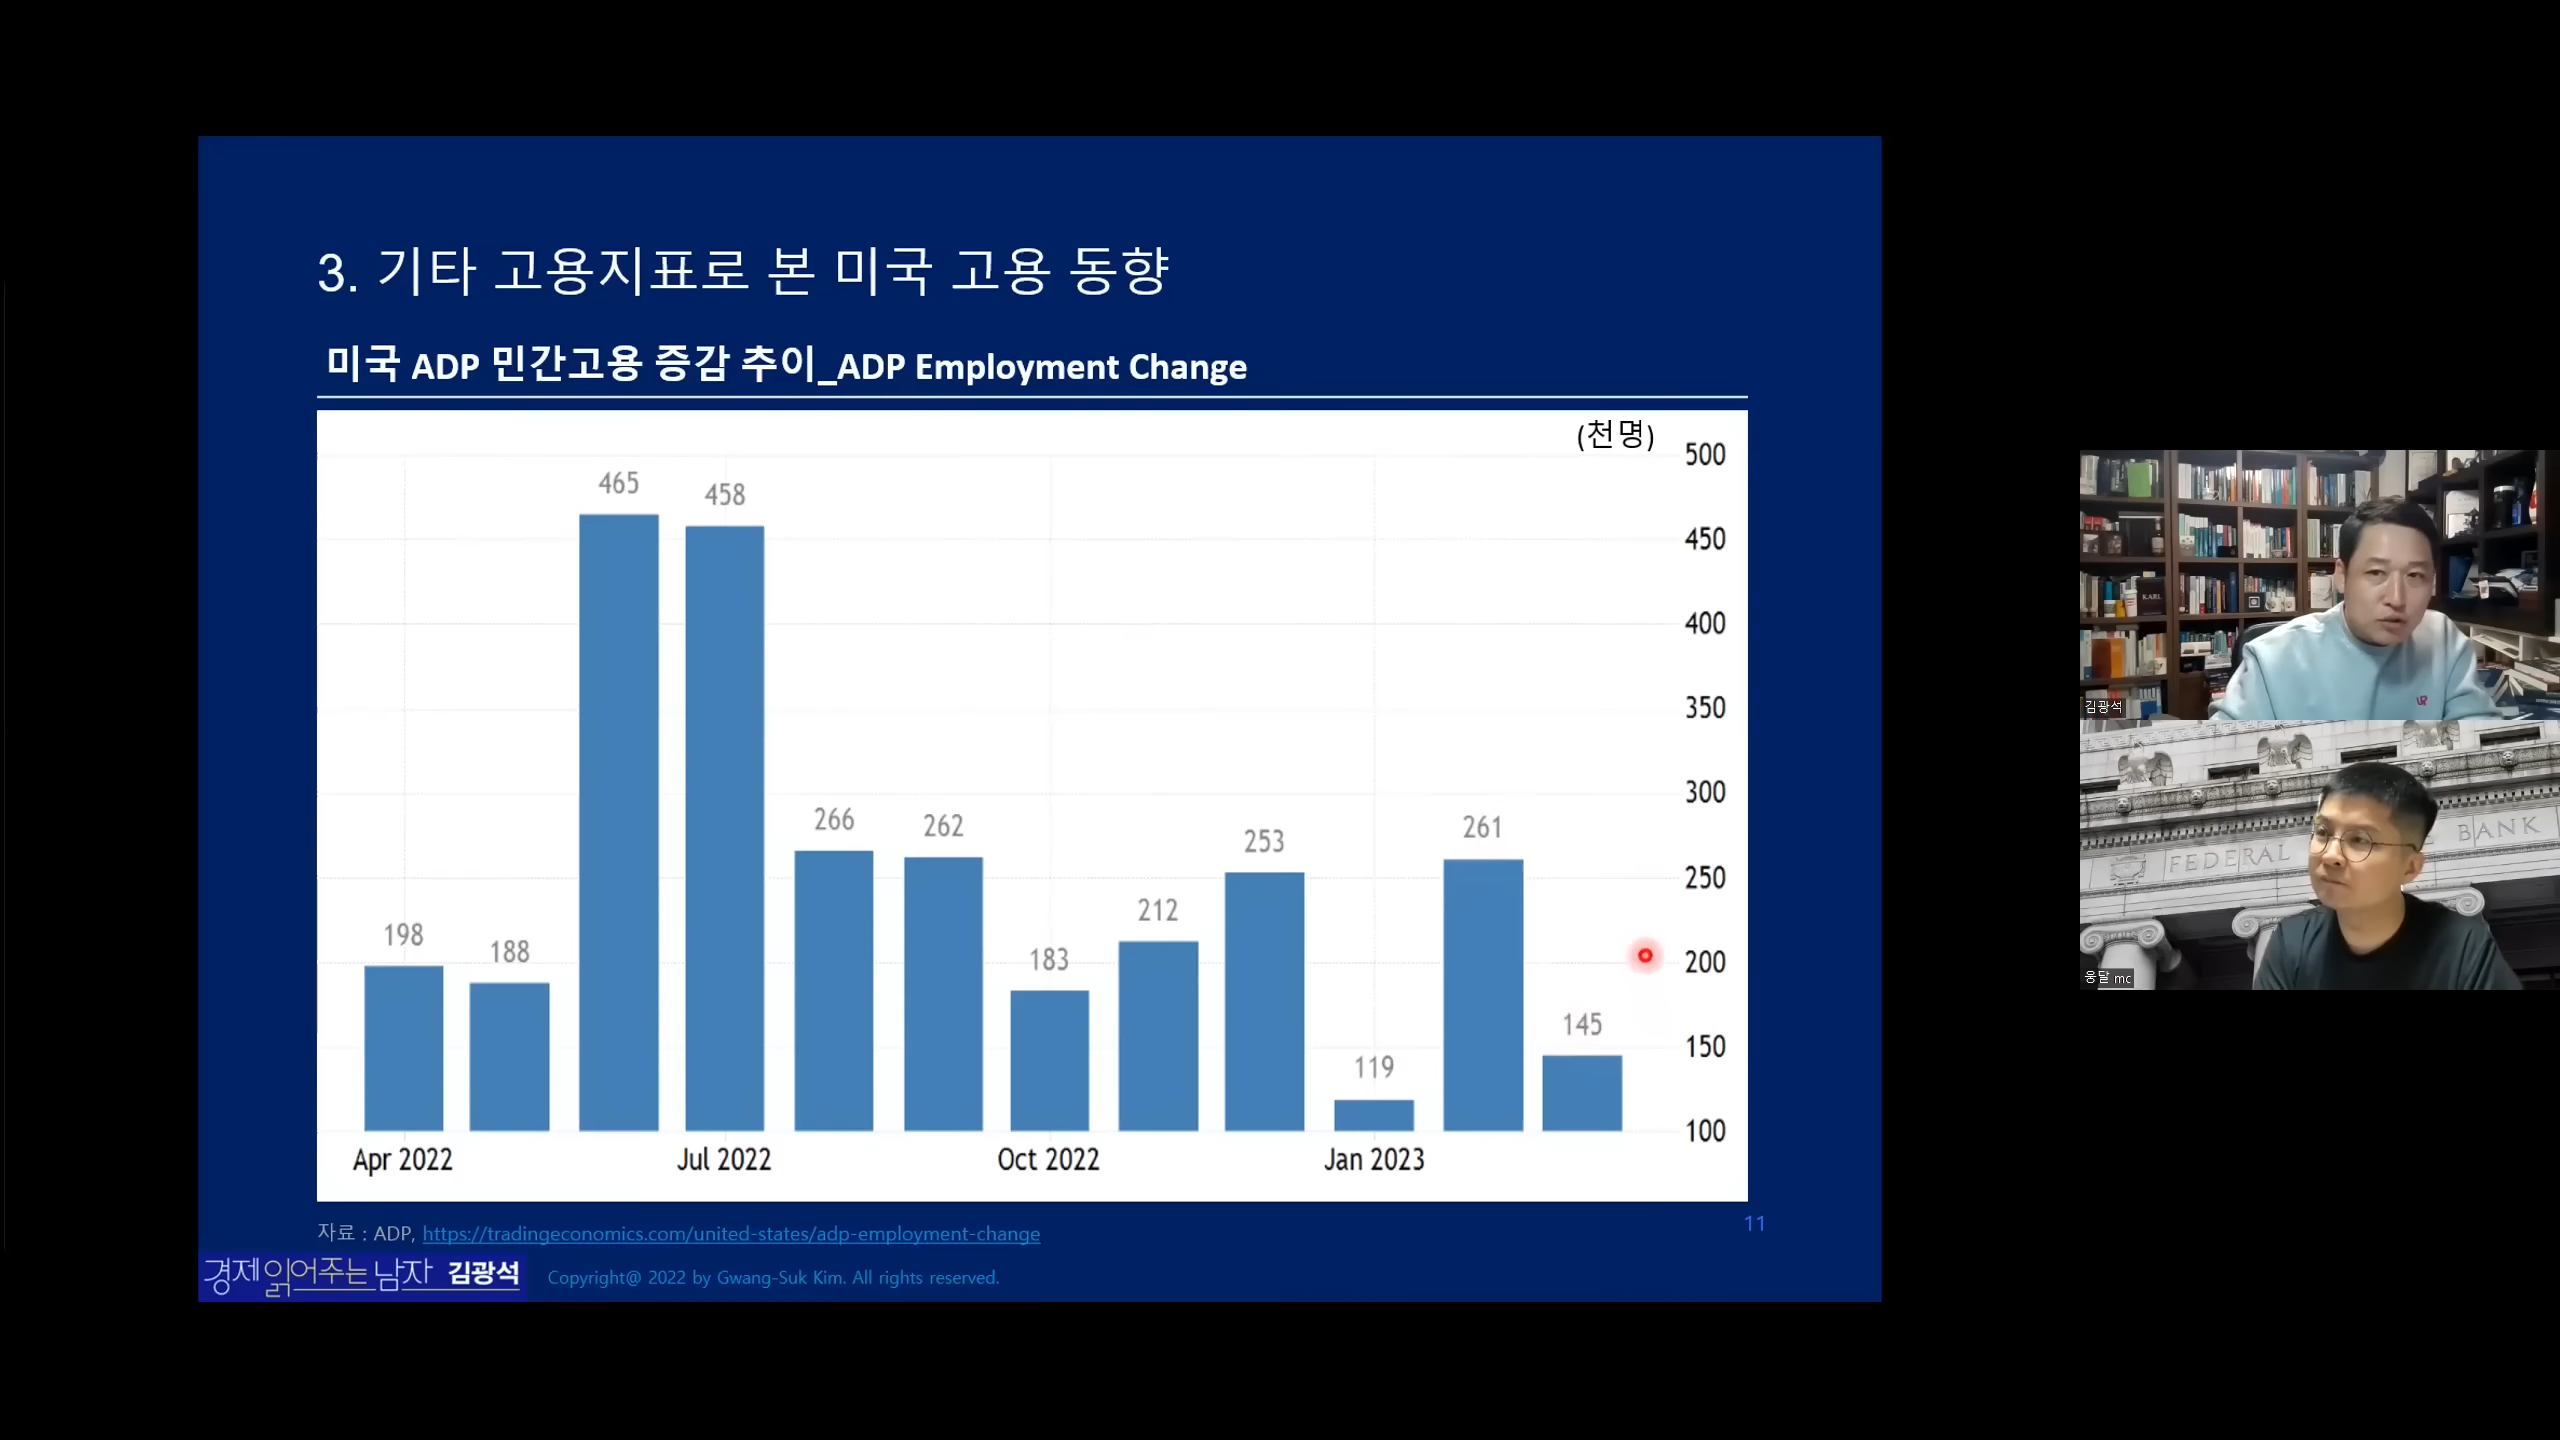 3. 기타 고용지표로 본 미국 고용 동향
미국 ADP 민간고용 증감 추이_ADP Employment Change
(천명)
500
450
400
350
300
250
200
150
100
198
188
465
458
266
262
183
212
253
119
261
145
Apr 2022
Jul 2022
Oct 2022
Jan 2023
자료 : ADP, https://tradingeconomics.com/united-states/adp-employment-change
11
경제 읽어주는 남자 김광석
Copyright@ 2022 by Gwang-Suk Kim. All rights reserved.
KARL
김광석
FEDERAL
BANK
웅달 mc